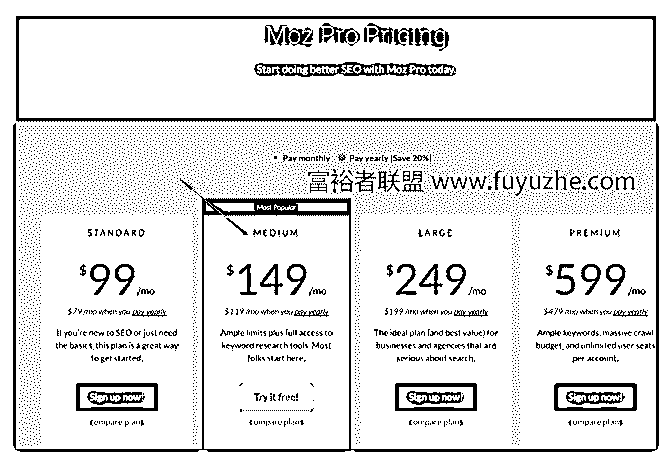 Moz Pro Pricing
Start doing better SEO with Moz Pro today.
Pay monthly Pay yearly (Save 20%)
富裕者联盟 www.fuyuzhe.com
Most Popular
STANDARD
$99/mo
$79/mo when you pay yearly
If you're new to SEO or just need
the basics, this plan is a great way
to get started.
Sign up now!
compare plans
MEDIUM
$149/mo
$119/mo when you pay yearly
Ample limits plus full access to
keyword research tools. Most
folks start here.
Try it free!
compare plans
LARGE
$249/mo
$199/mo when you pay yearly
The ideal plan (and best value) for
businesses and agencies that are
serious about search.
Sign up now!
compare plans
PREMIUM
$599/mo
$479/mo when you pay yearly
Ample keywords, massive crawl
budget, and unlimited user seats
per account.
Sign up now!
compare plans